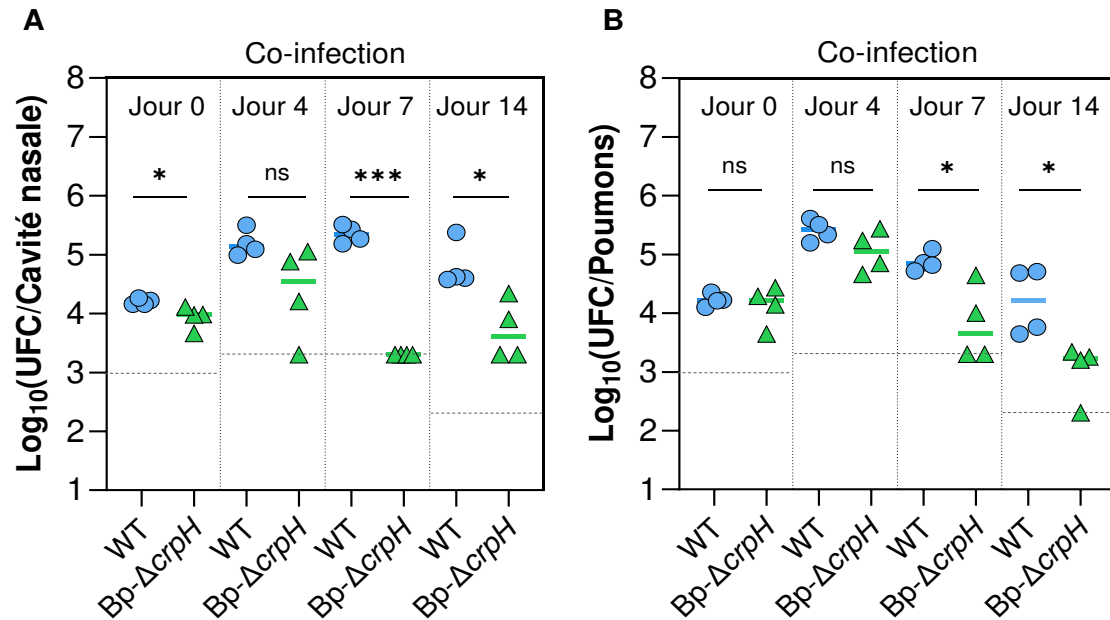 A
Co-infection
Log10(UFC/Cavité nasale)
8
7
6
5
4
3
2
1
Jour 0
Jour 4
Jour 7
Jour 14
*
ns
***
*
WT
Bp-ΔcrpH
WT
Bp-ΔcrpH
WT
Bp-ΔcrpH
WT
Bp-ΔcrpH
B
Co-infection
Log10(UFC/Poumons)
8
7
6
5
4
3
2
1
Jour 0
Jour 4
Jour 7
Jour 14
ns
ns
*
*
WT
Bp-ΔcrpH
WT
Bp-ΔcrpH
WT
Bp-ΔcrpH
WT
Bp-ΔcrpH